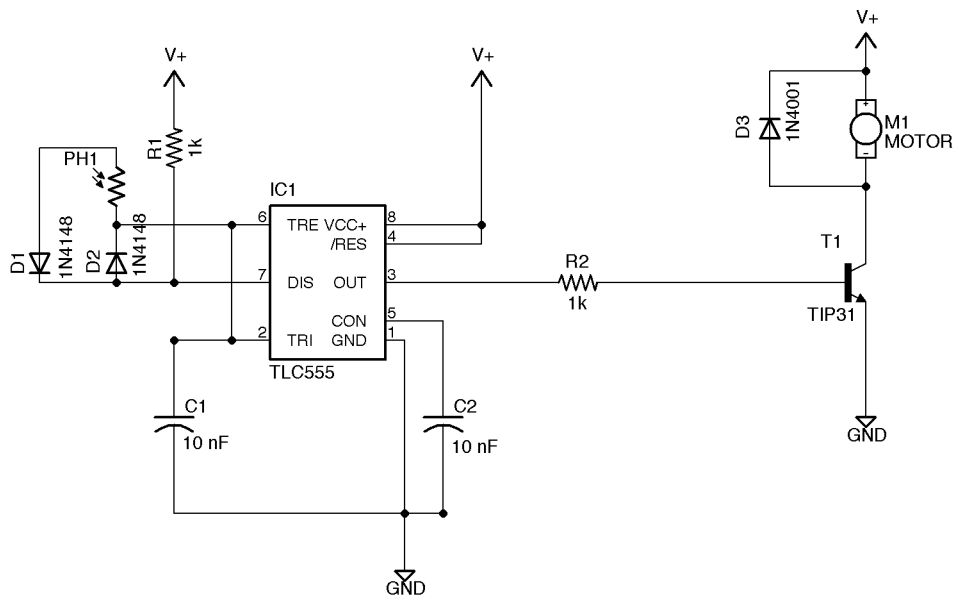 V+
V+
V+
R1
1k
D3
1N4001
+
-
M1
MOTOR
PH1
D1
1N4148
D2
1N4148
IC1
6
TRE
VCC+
8
/RES
4
7
DIS
OUT
3
CON
5
2
TRI
GND
1
TLC555
R2
1k
T1
TIP31
C1
10 nF
C2
10 nF
GND
GND